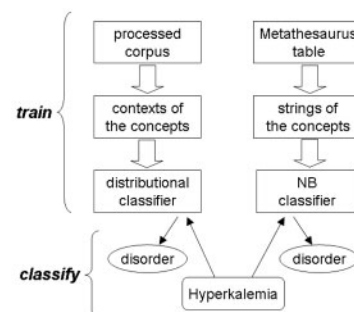 processed
corpus
Metathesaurus
table
train
contexts of
the concepts
strings of
the concepts
distributional
classifier
NB
classifier
disorder
disorder
classify
Hyperkalemia